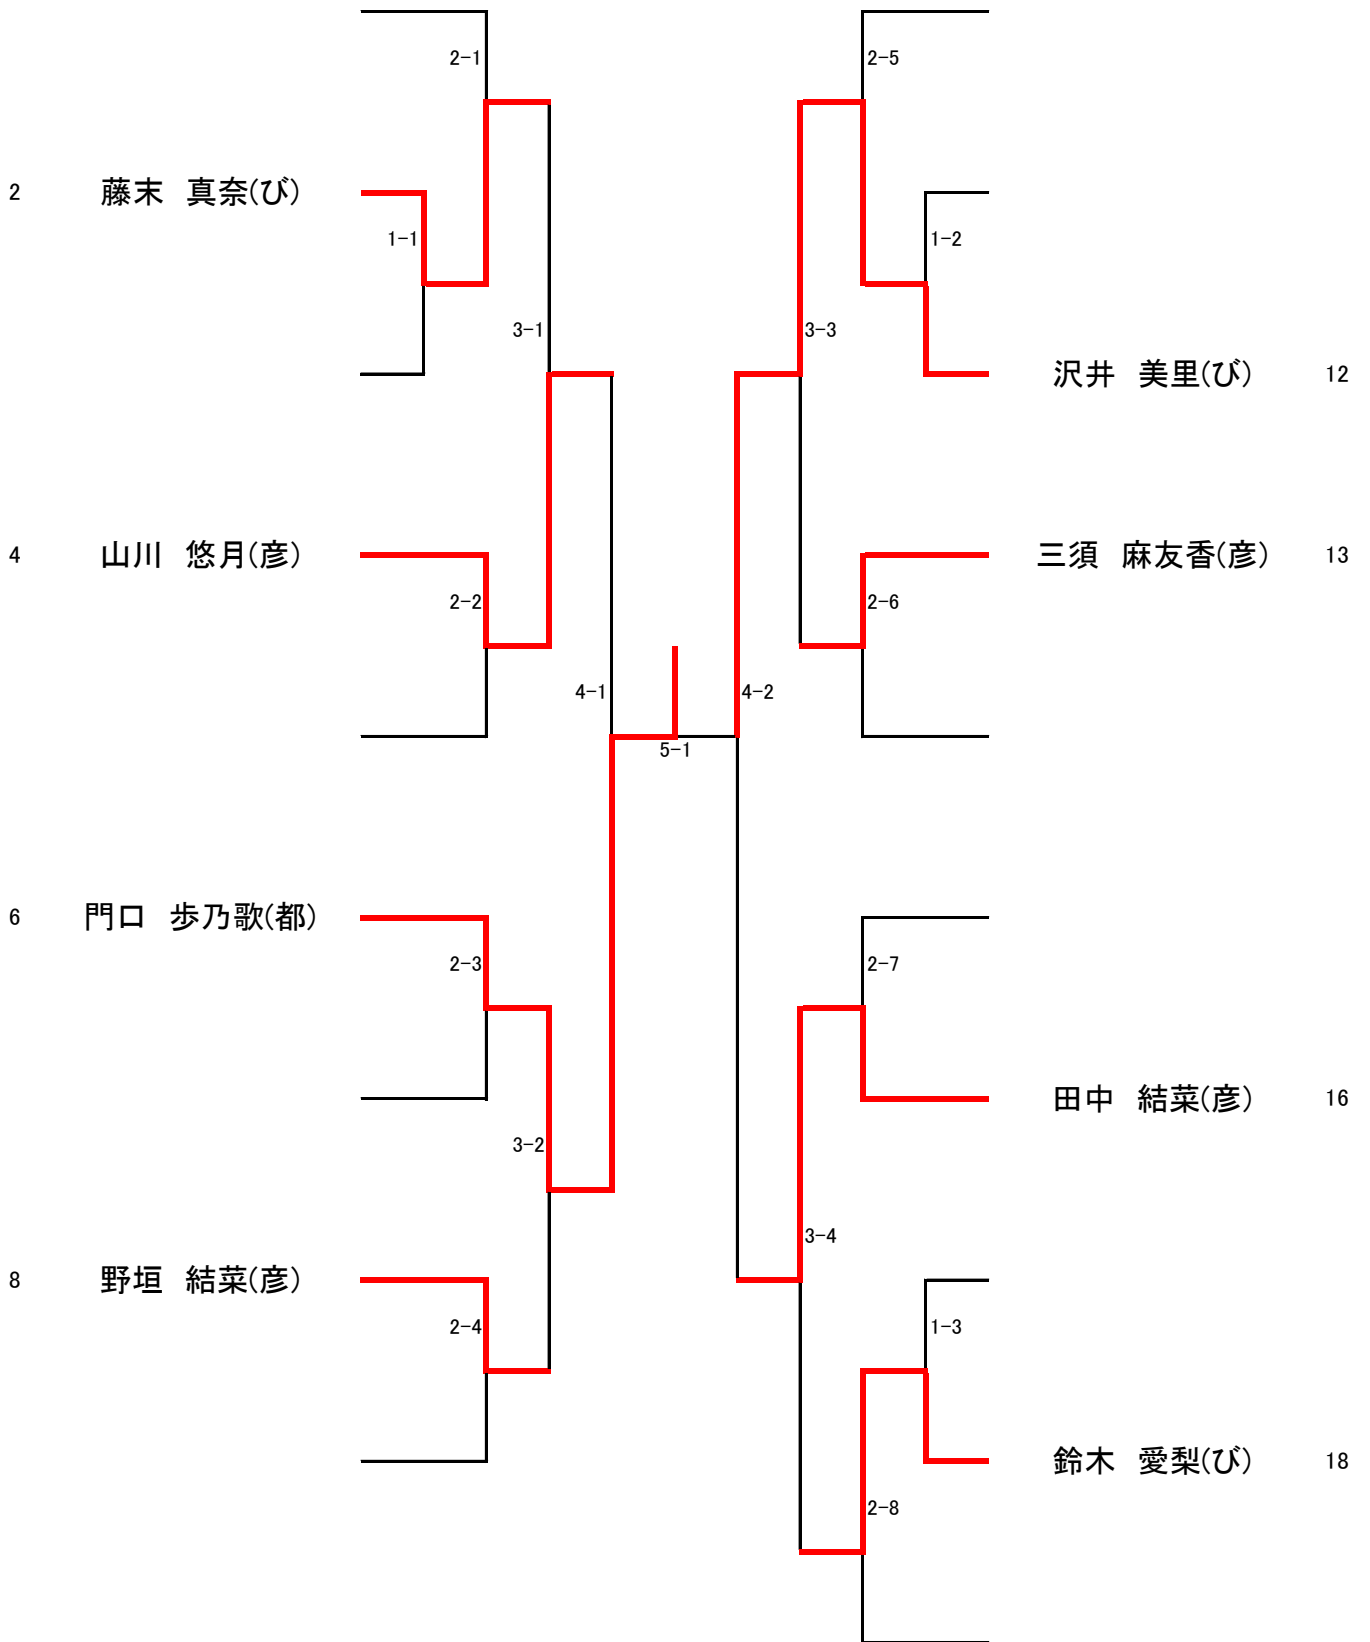 2-1
2-5
2 藤末 真奈(び)
1-1
1-2
3-1
3-3
沢井 美里(び) 12
4 山川 悠月(彦)
三須 麻友香(彦) 13
2-2
2-6
4-1
4-2
5-1
6 門口 歩乃歌(都)
2-3
2-7
田中 結菜(彦) 16
3-2
3-4
8 野垣 結菜(彦)
2-4
1-3
鈴木 愛梨(び) 18
2-8